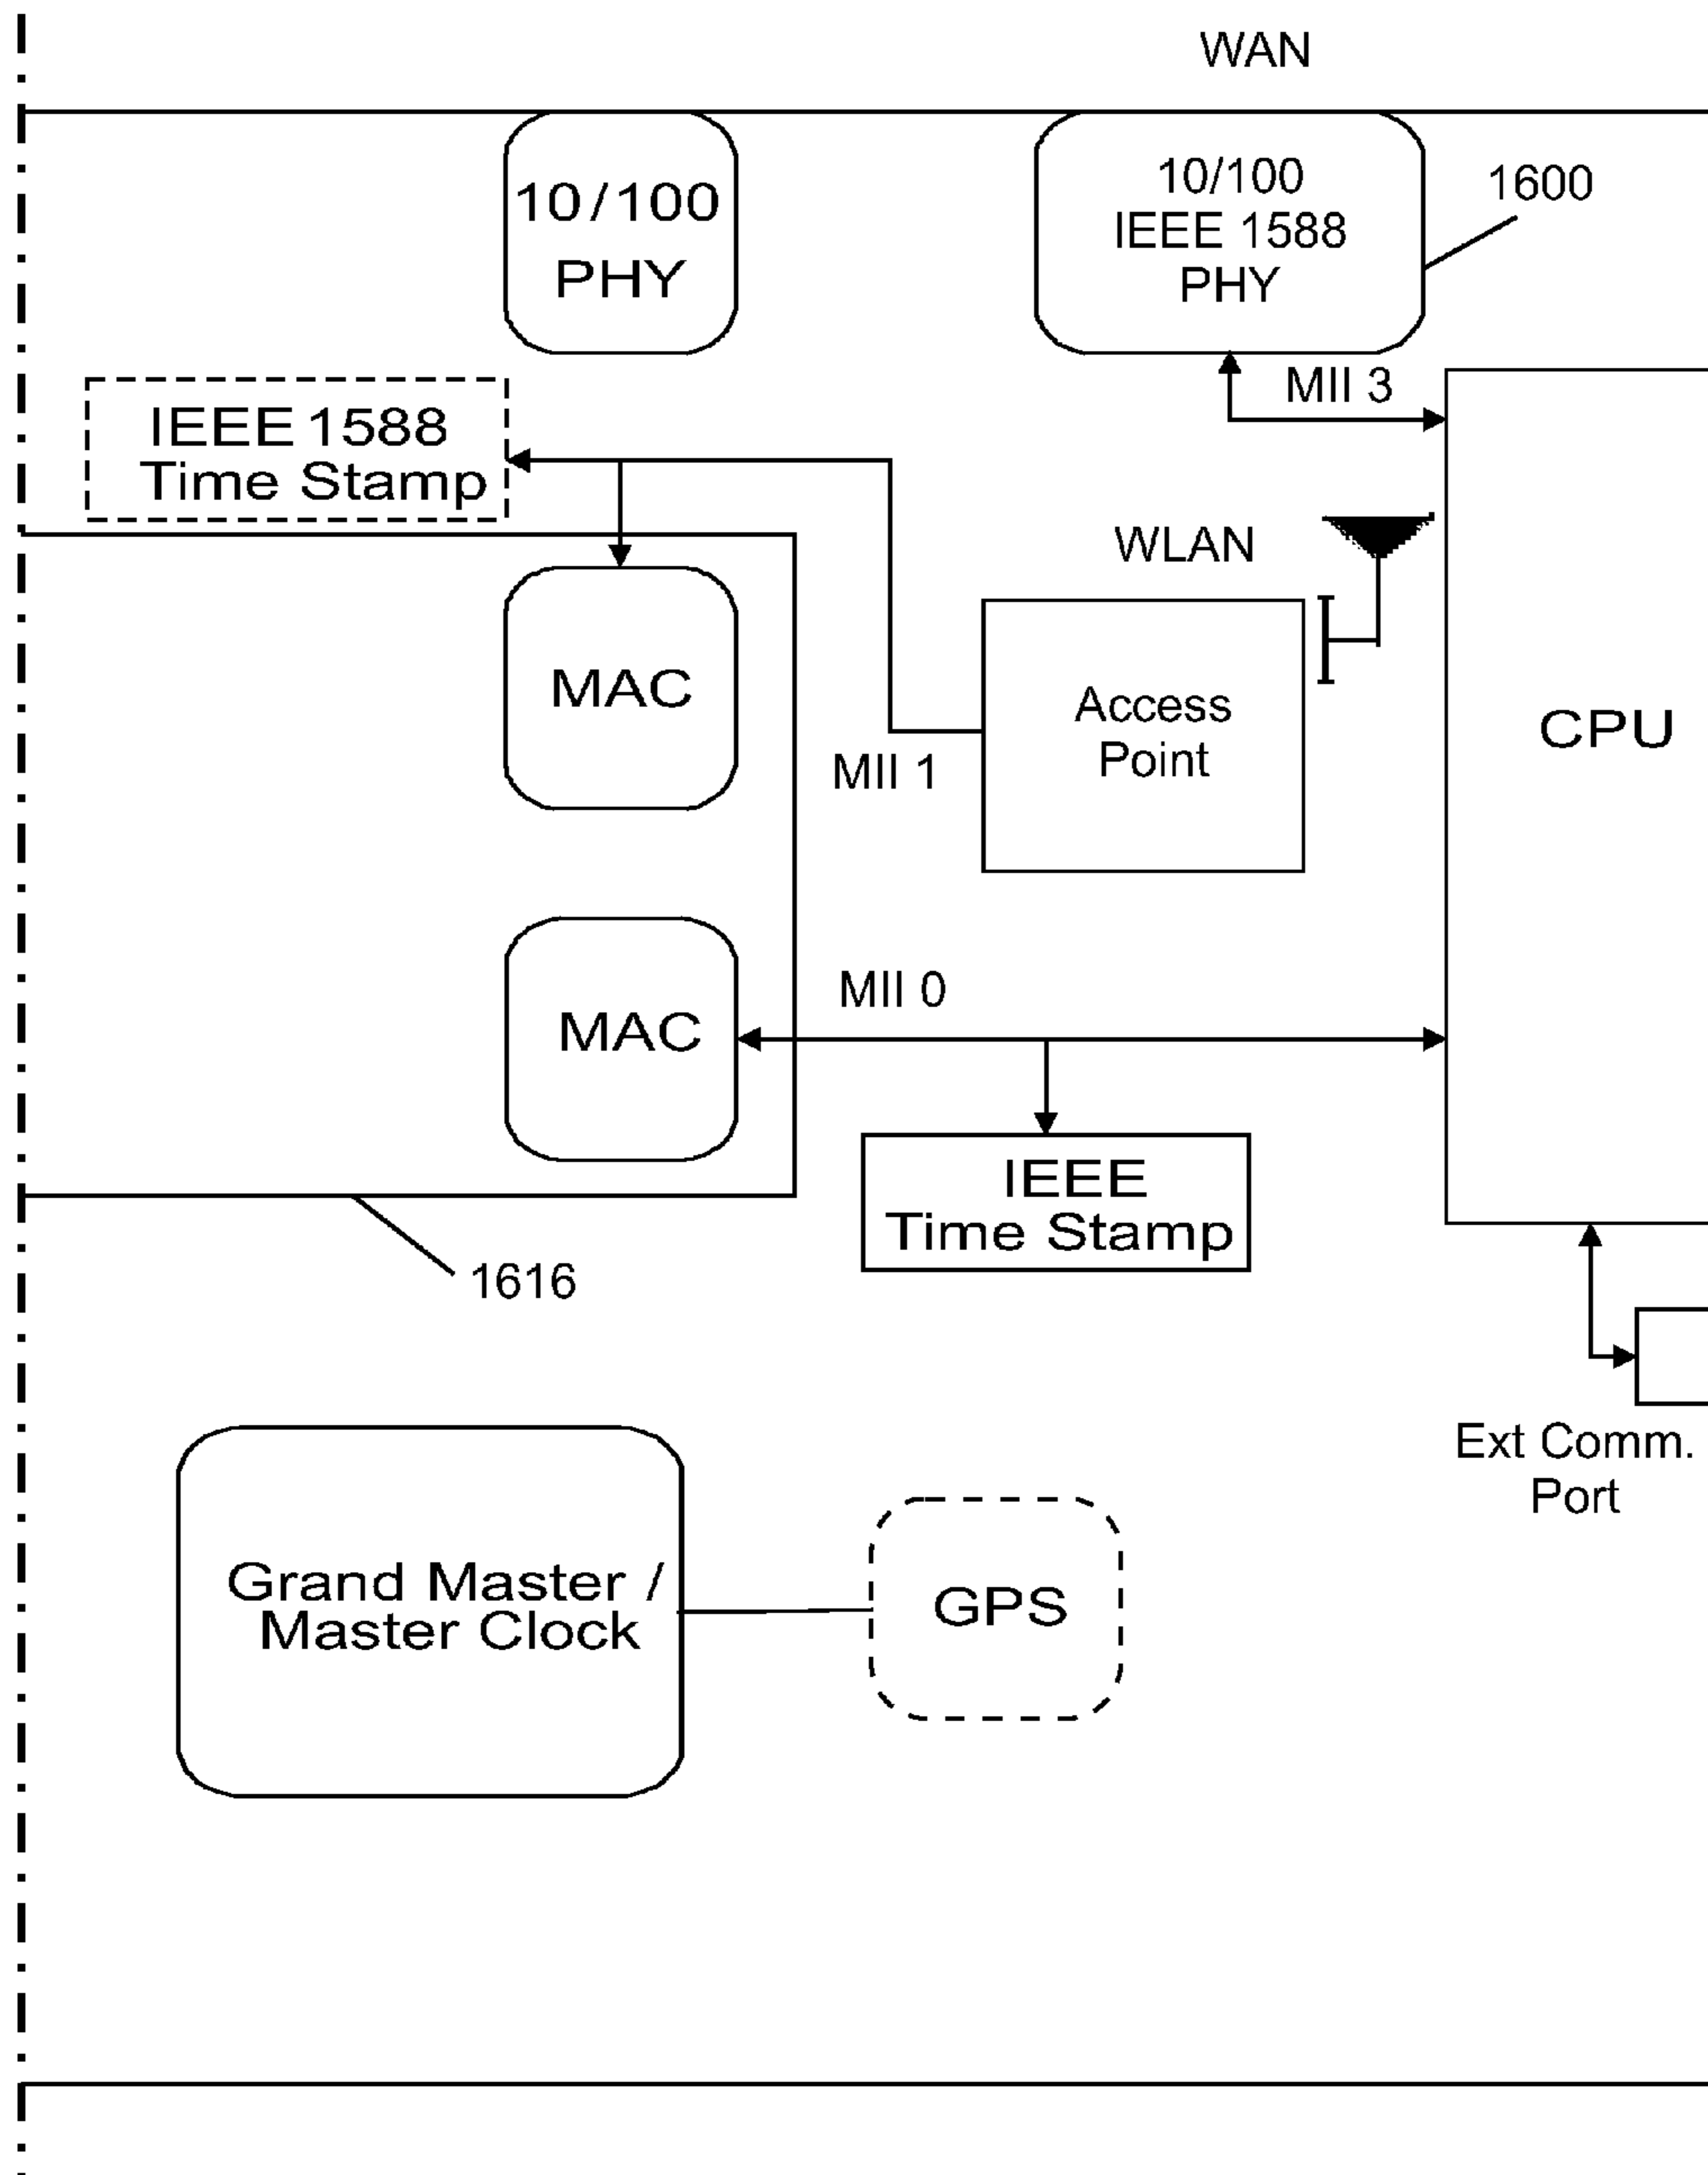 WAN
10/100
PHY
10/100
IEEE 1588
PHY
1600
MII 3
IEEE 1588
Time Stamp
WLAN
MAC
Access
Point
CPU
MII 1
MII 0
MAC
IEEE
Time Stamp
1616
Ext Comm.
Port
Grand Master /
Master Clock
GPS